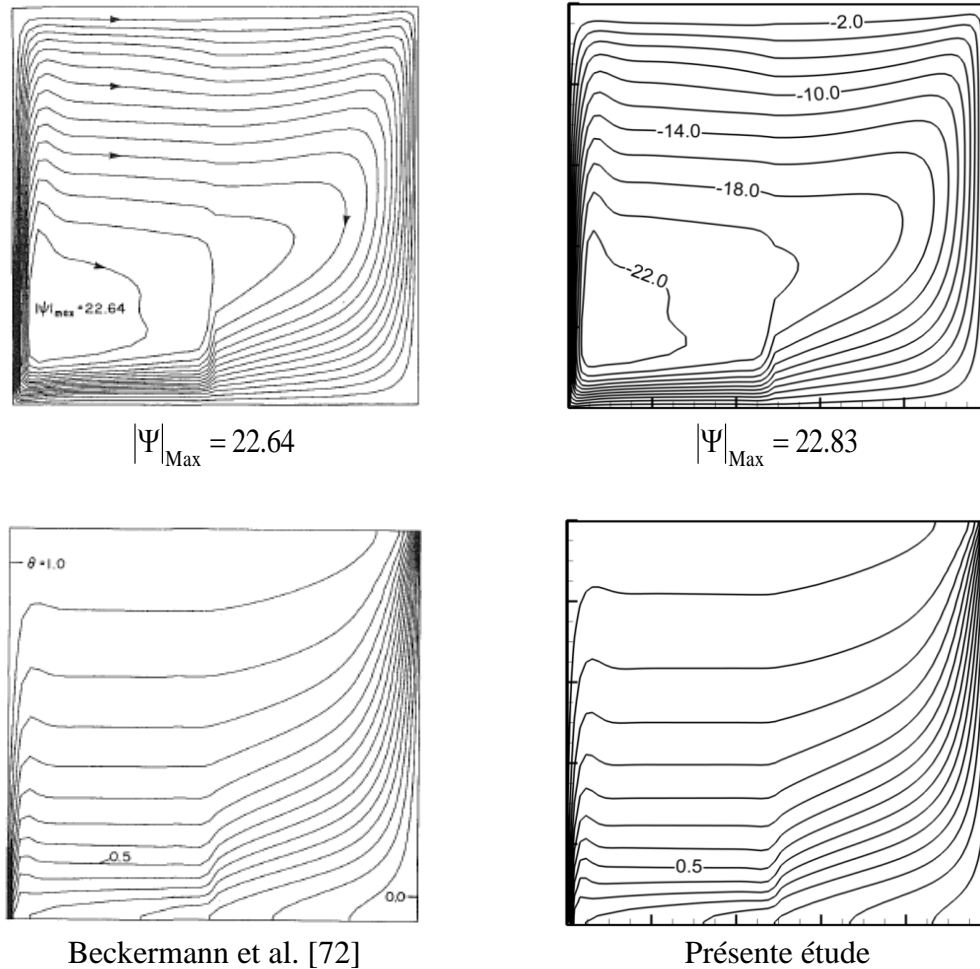 -2.0
-10.0
-14.0
-18.0
-22.0
|ψ|max = 22.64
|Ψ|Max = 22.64
|Ψ|Max = 22.83
θ = 1.0
0.5
0.0
0.5
Beckermann et al. [72]
Présente étude